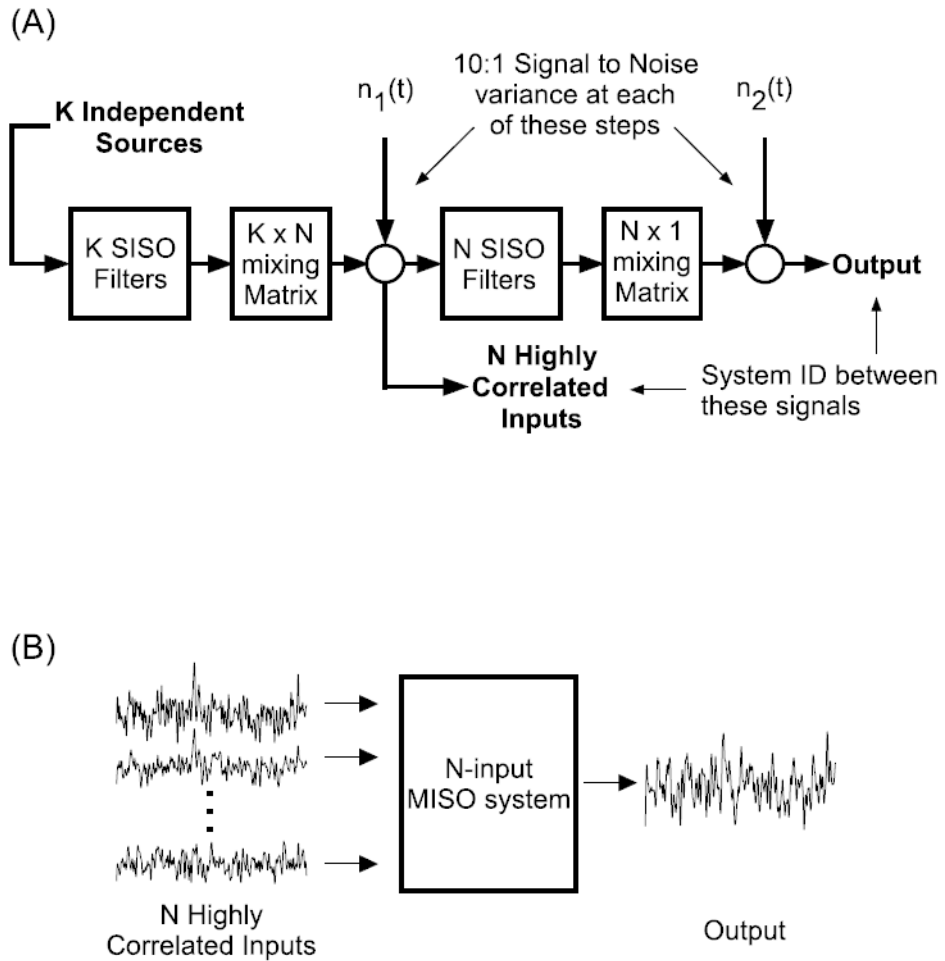 (A)
K Independent
Sources
n1(t)
10:1 Signal to Noise
variance at each
of these steps
n2(t)
K SISO
Filters
K x N
mixing
Matrix
N SISO
Filters
N x 1
mixing
Matrix
Output
N Highly
Correlated
Inputs
System ID between
these signals
(B)
N-input
MISO system
N Highly
Correlated Inputs
Output